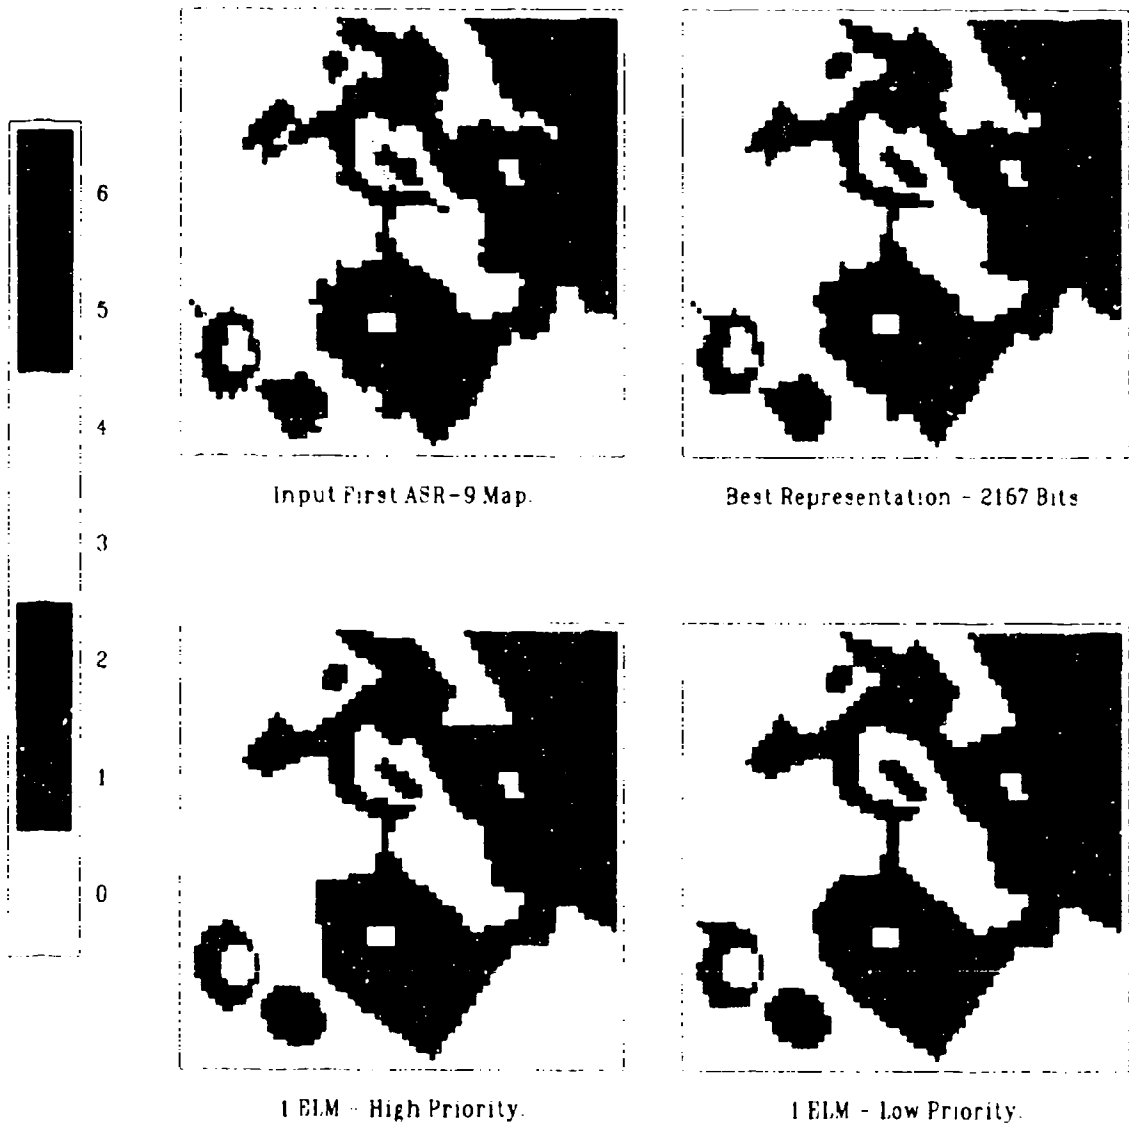 6
5
4
3
2
1
0
Input First ASR-9 Map.
Best Representation - 2167 Bits
1 ELM - High Priority.
1 ELM - Low Priority.